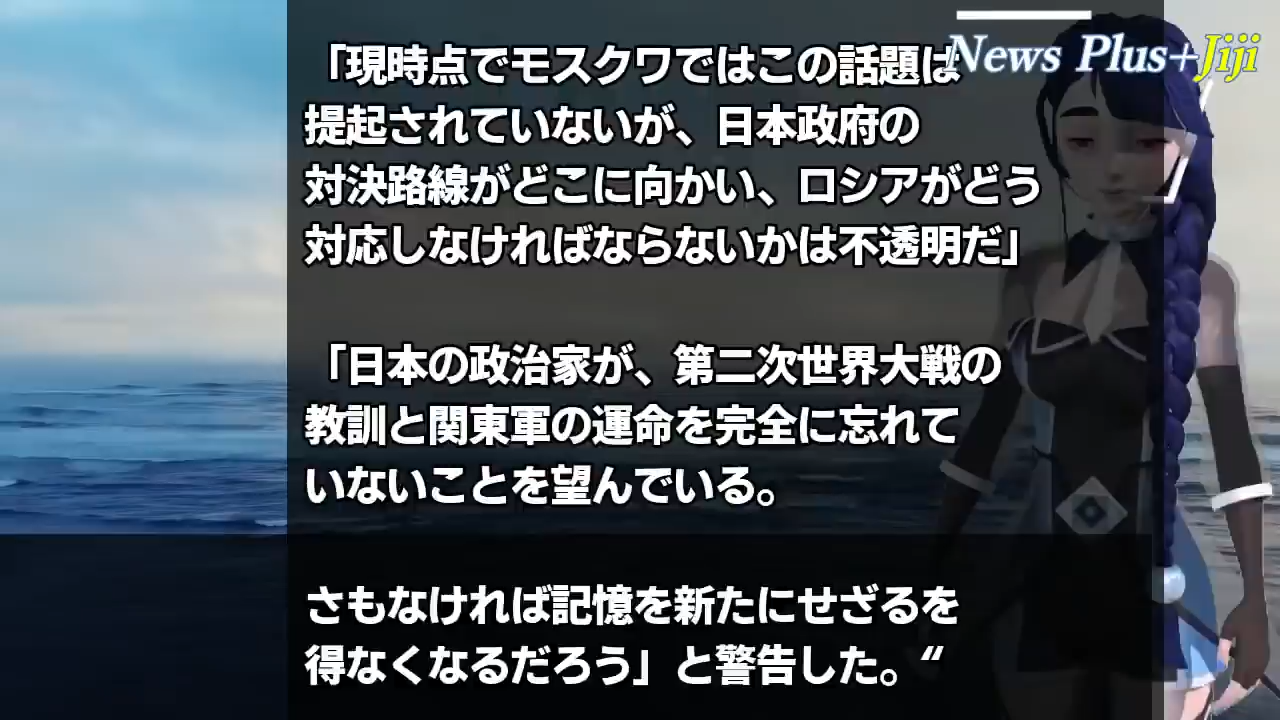 News Plus+Jiji
「現時点でモスクワではこの話題は
提起されていないが、日本政府の
対決路線がどこに向かい、ロシアがどう
対応しなければならないかは不透明だ」
「日本の政治家が、第二次世界大戦の
教訓と関東軍の運命を完全に忘れて
いないことを望んでいる。
さもなければ記憶を新たにせざるを
得なくなるだろう」と警告した。“